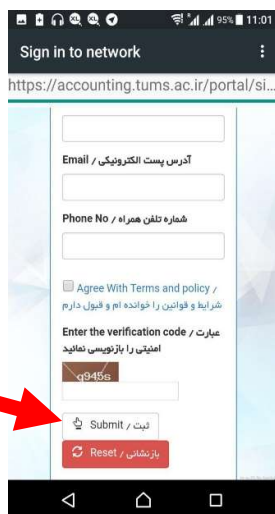 95% 11:01
Sign in to network
https://accounting.tums.ac.ir/portal/si...
آدرس پست الکترونیکی / Email
شماره تلفن همراه / Phone No
Agree With Terms and policy /
شرایط و قوانین را خوانده ام و قبول دارم
Enter the verification code / عبارت
امنیتی را بازنویسی نمائید
g945s
ثبت / Submit
بازنشانی / Reset